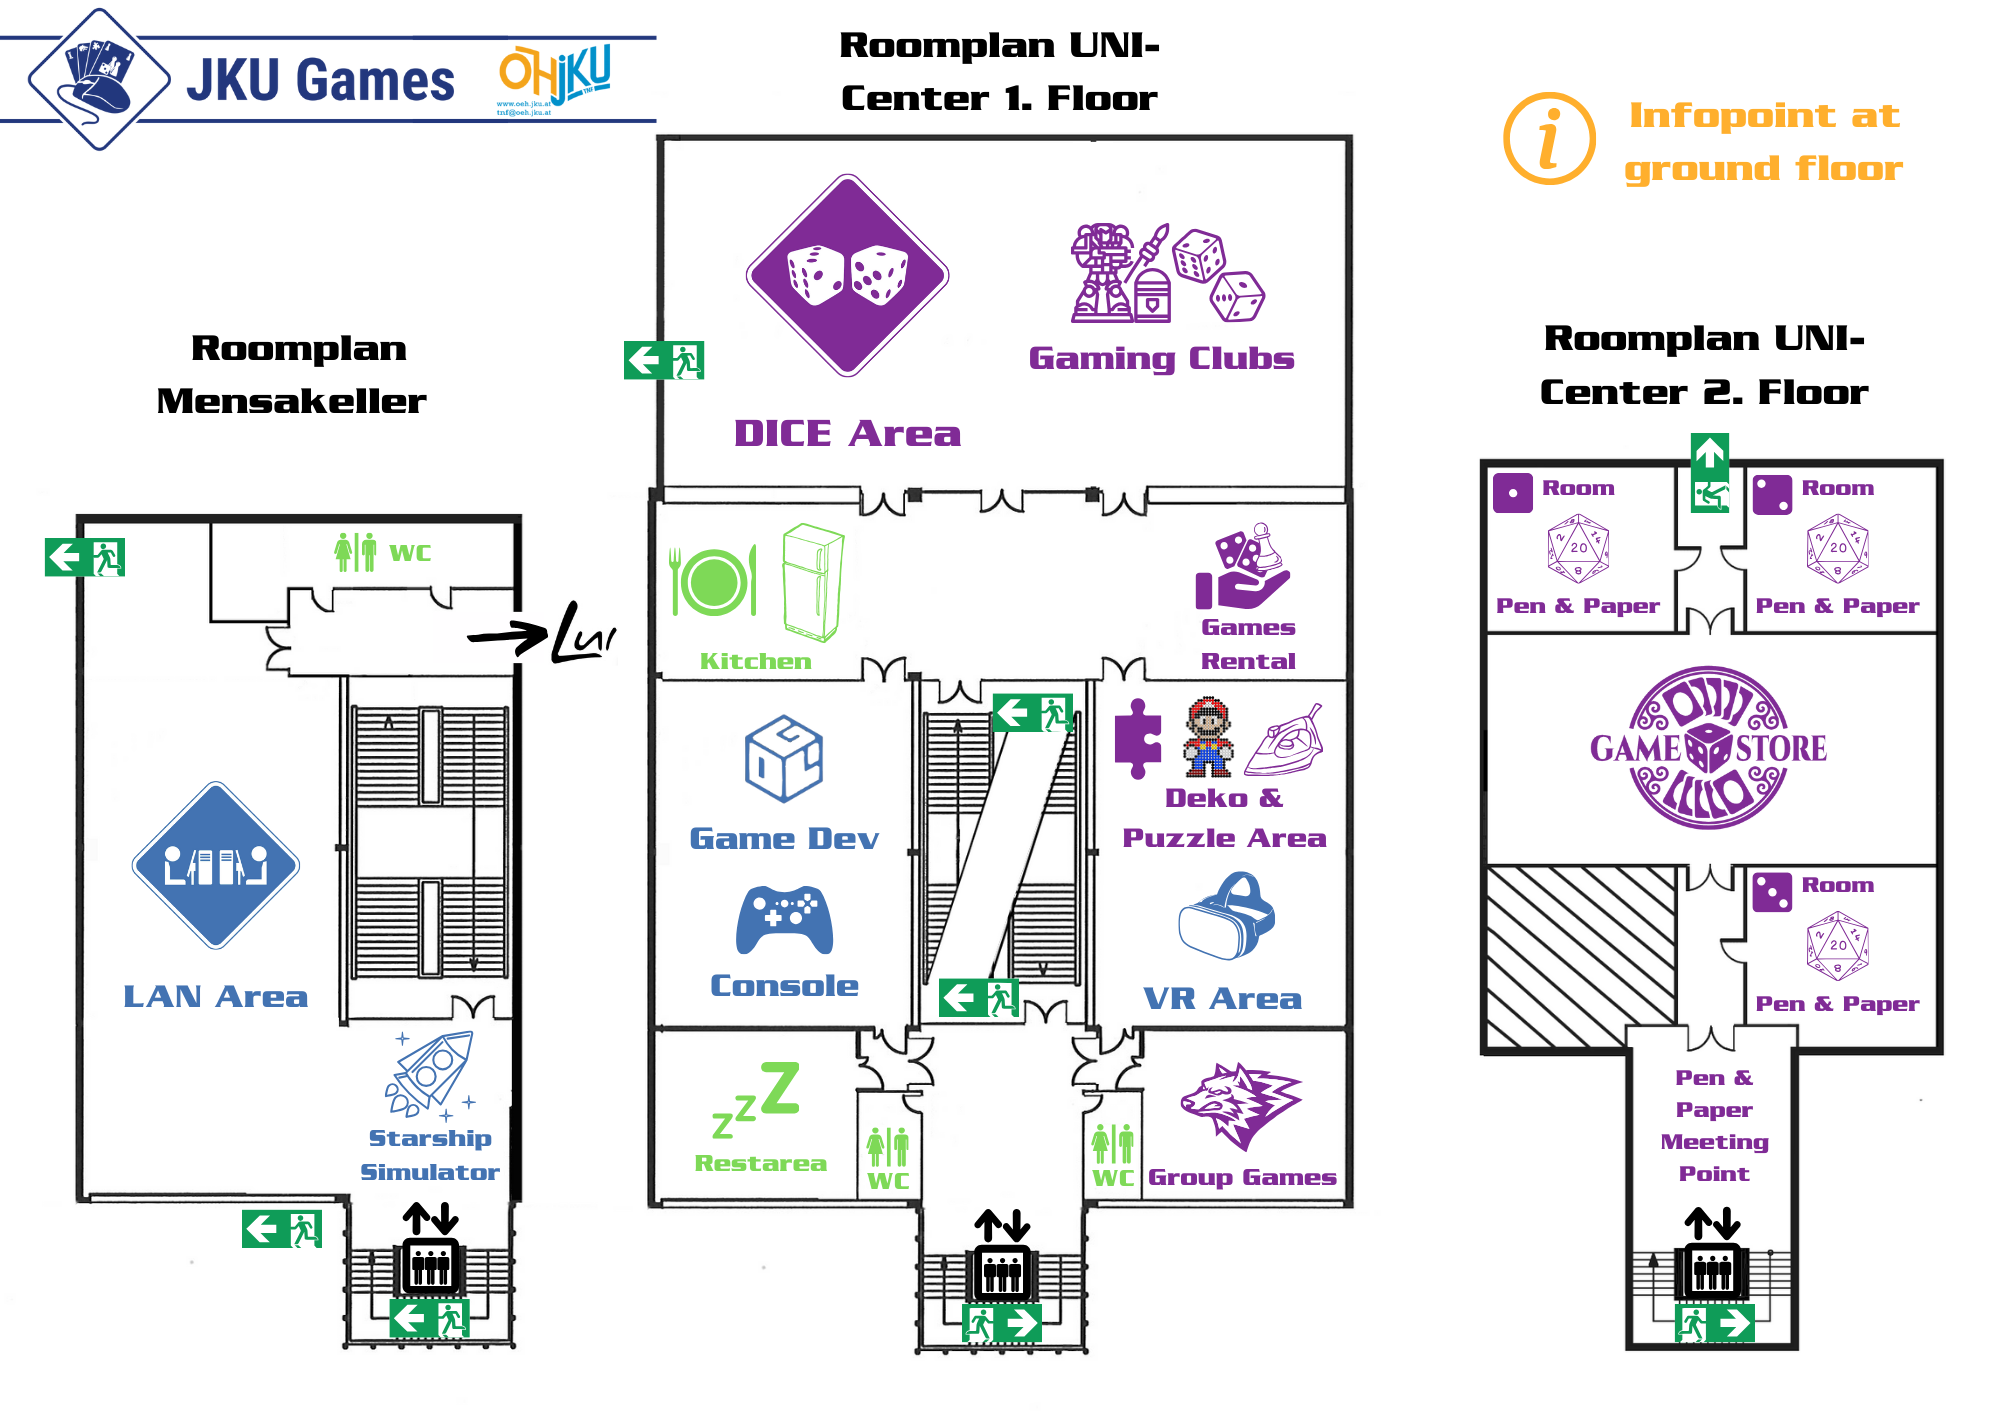 JKU Games
ÖH JKU
TNF
www.oeh.jku.at
tnf@oeh.jku.at
Roomplan UNI-
Center 1. Floor
i
Infopoint at
ground floor
Roomplan
Mensakeller
WC
Lui
LAN Area
Starship
Simulator
DICE Area
Gaming Clubs
Kitchen
Games
Rental
Game Dev
Console
Deko &
Puzzle Area
VR Area
zzZ
Restarea
WC
WC
Group Games
Roomplan UNI-
Center 2. Floor
Room
20
Pen & Paper
Room
20
Pen & Paper
GAME STORE
Room
20
Pen & Paper
Pen &
Paper
Meeting
Point